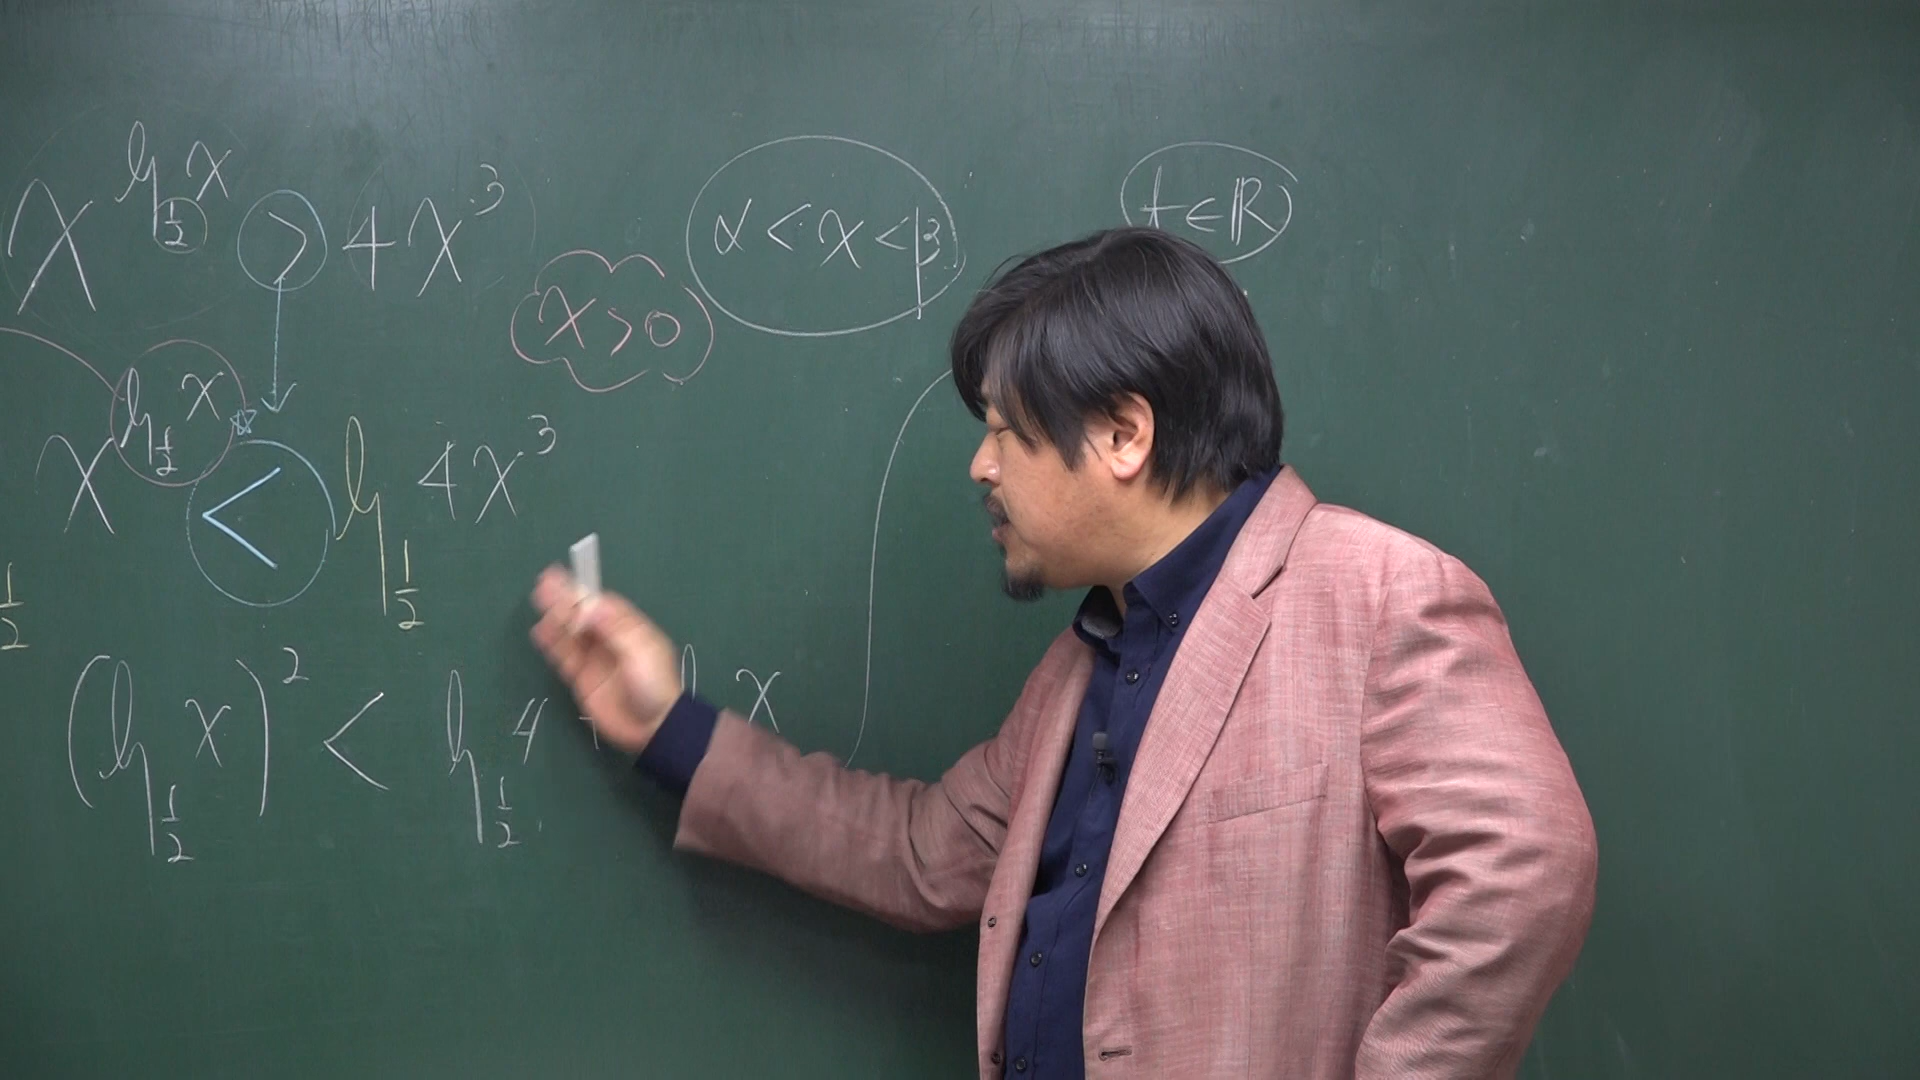 x^{log_{1/2} x} > 4x^3
α < x < β
t ∈ ℝ
x > 0
x^{log_{1/2} x} < log_{1/2} 4x^3
1/2
(log_{1/2} x)^2 < log_{1/2} 4 + x